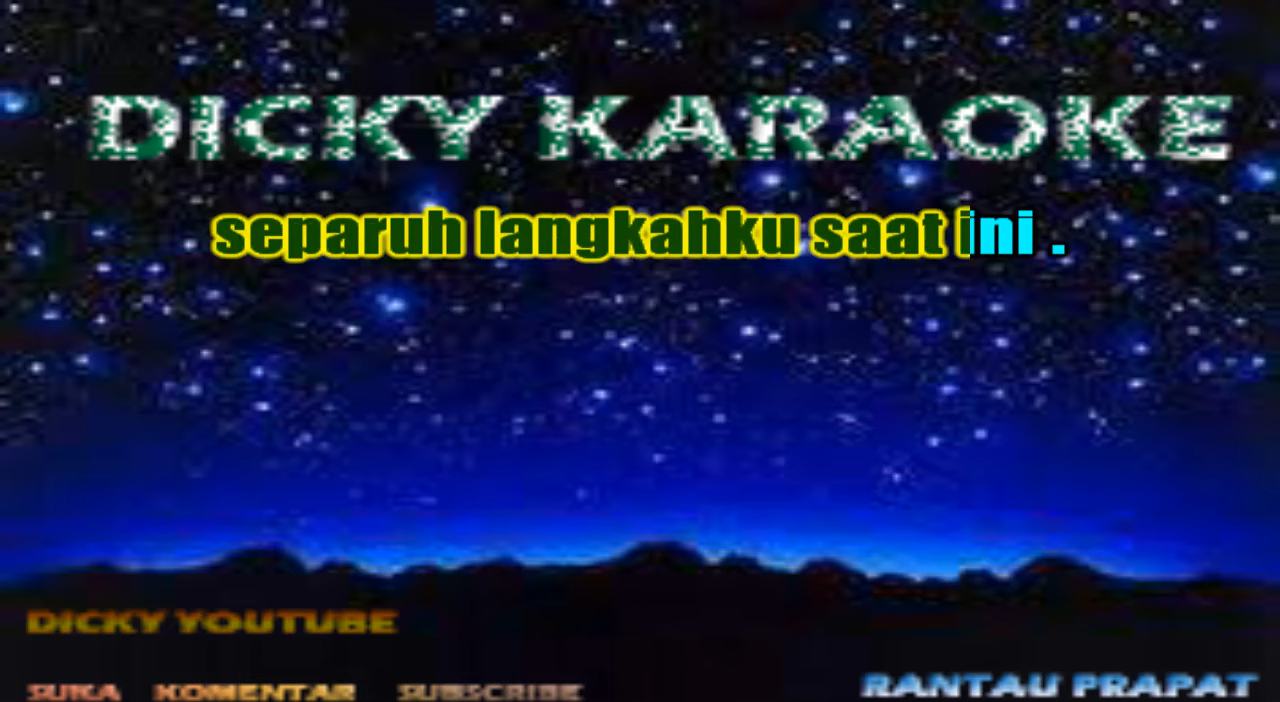 DICKY KARAOKE
separuh langkahku saat ini .
DICKY YOUTUBE
SUKA KOMENTAR SUBSCRIBE
RANTAU PRAPAT